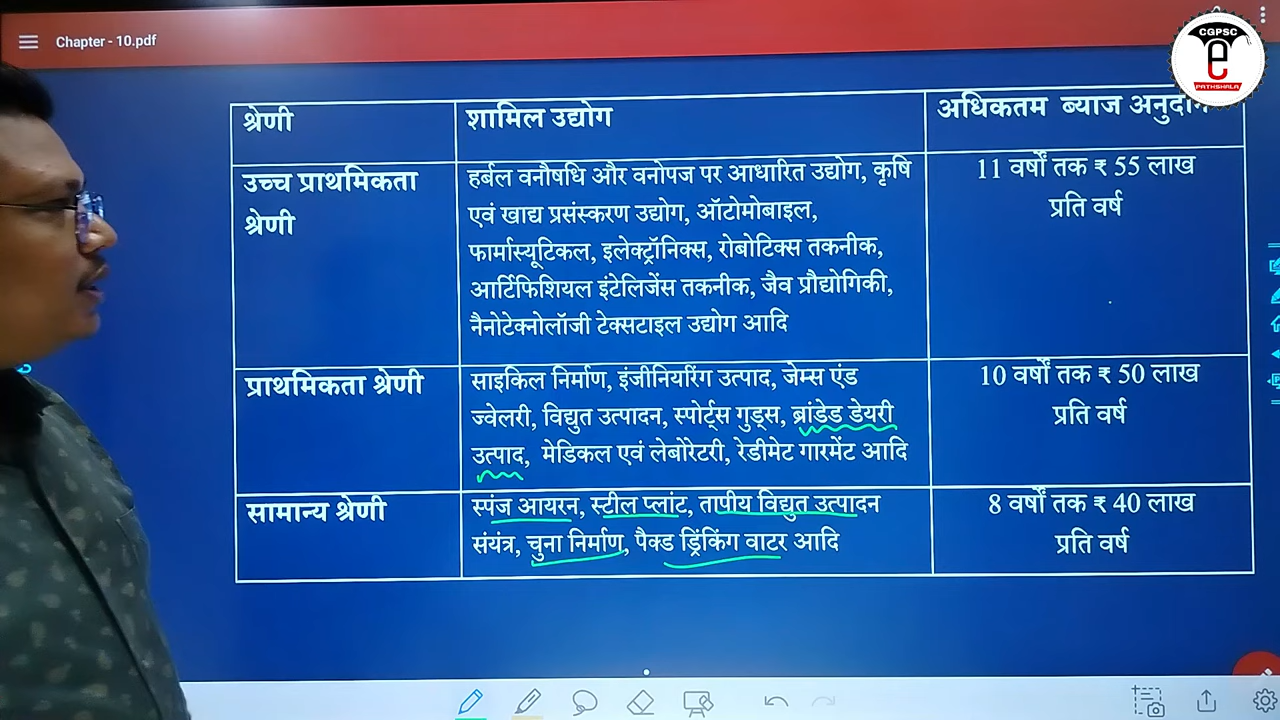 Chapter - 10.pdf
CGPSC
e
PATHSHALA
श्रेणी
शामिल उद्योग
अधिकतम ब्याज अनुदान
उच्च प्राथमिकता
श्रेणी
हर्बल वनौषधि और वनोपज पर आधारित उद्योग, कृषि
एवं खाद्य प्रसंस्करण उद्योग, ऑटोमोबाइल,
फार्मास्यूटिकल, इलेक्ट्रॉनिक्स, रोबोटिक्स तकनीक,
आर्टिफिशियल इंटेलिजेंस तकनीक, जैव प्रौद्योगिकी,
नैनोटेक्नोलॉजी टेक्सटाइल उद्योग आदि
11 वर्षों तक ₹ 55 लाख
प्रति वर्ष
प्राथमिकता श्रेणी
साइकिल निर्माण, इंजीनियरिंग उत्पाद, जेम्स एंड
ज्वेलरी, विद्युत उत्पादन, स्पोर्ट्स गुड्स, ब्रांडेड डेयरी
उत्पाद, मेडिकल एवं लेबोरेटरी, रेडीमेट गारमेंट आदि
10 वर्षों तक ₹ 50 लाख
प्रति वर्ष
सामान्य श्रेणी
स्पंज आयरन, स्टील प्लांट, तापीय विद्युत उत्पादन
संयंत्र, चुना निर्माण, पैक्ड ड्रिंकिंग वाटर आदि
8 वर्षों तक ₹ 40 लाख
प्रति वर्ष